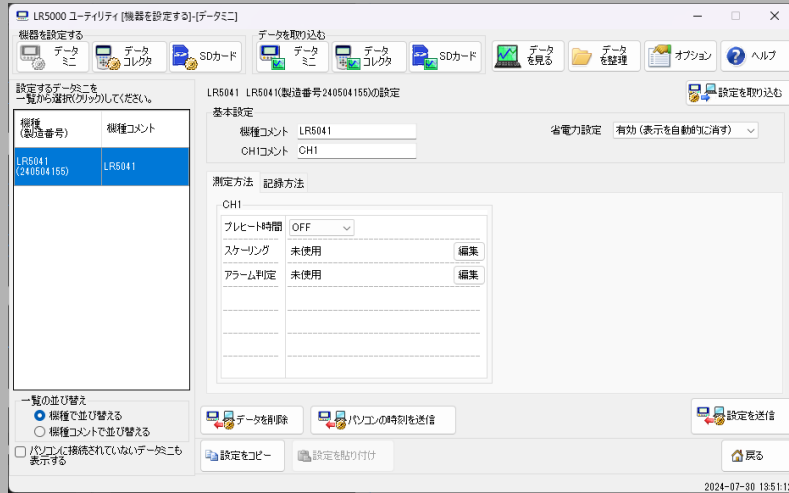 LR5000 ユーティリティ [機器を設定する]-[データミニ]
機器を設定する
データ
ミニ
データ
コレクタ
SDカード
データを取り込む
データ
ミニ
データ
コレクタ
SDカード
データ
を見る
データ
を整理
オプション
ヘルプ
設定するデータミニを
一覧から選択(クリック)してください。
機種
(製造番号)
機種コメント
LR5041
(240504155)
LR5041
一覧の並び替え
機種で並び替える
機種コメントで並び替える
パソコンに接続されていないデータミニも
表示する
LR5041 LR5041(製造番号240504155)の設定
設定を取り込む
基本設定
機種コメント LR5041
省電力設定 有効 (表示を自動的に消す)
CH1コメント CH1
測定方法 記録方法
CH1
プレヒート時間 OFF
スケーリング 未使用 編集
アラーム判定 未使用 編集
データを削除
パソコンの時刻を送信
設定を送信
設定をコピー
設定を貼り付け
戻る
2024-07-30 13:51:12